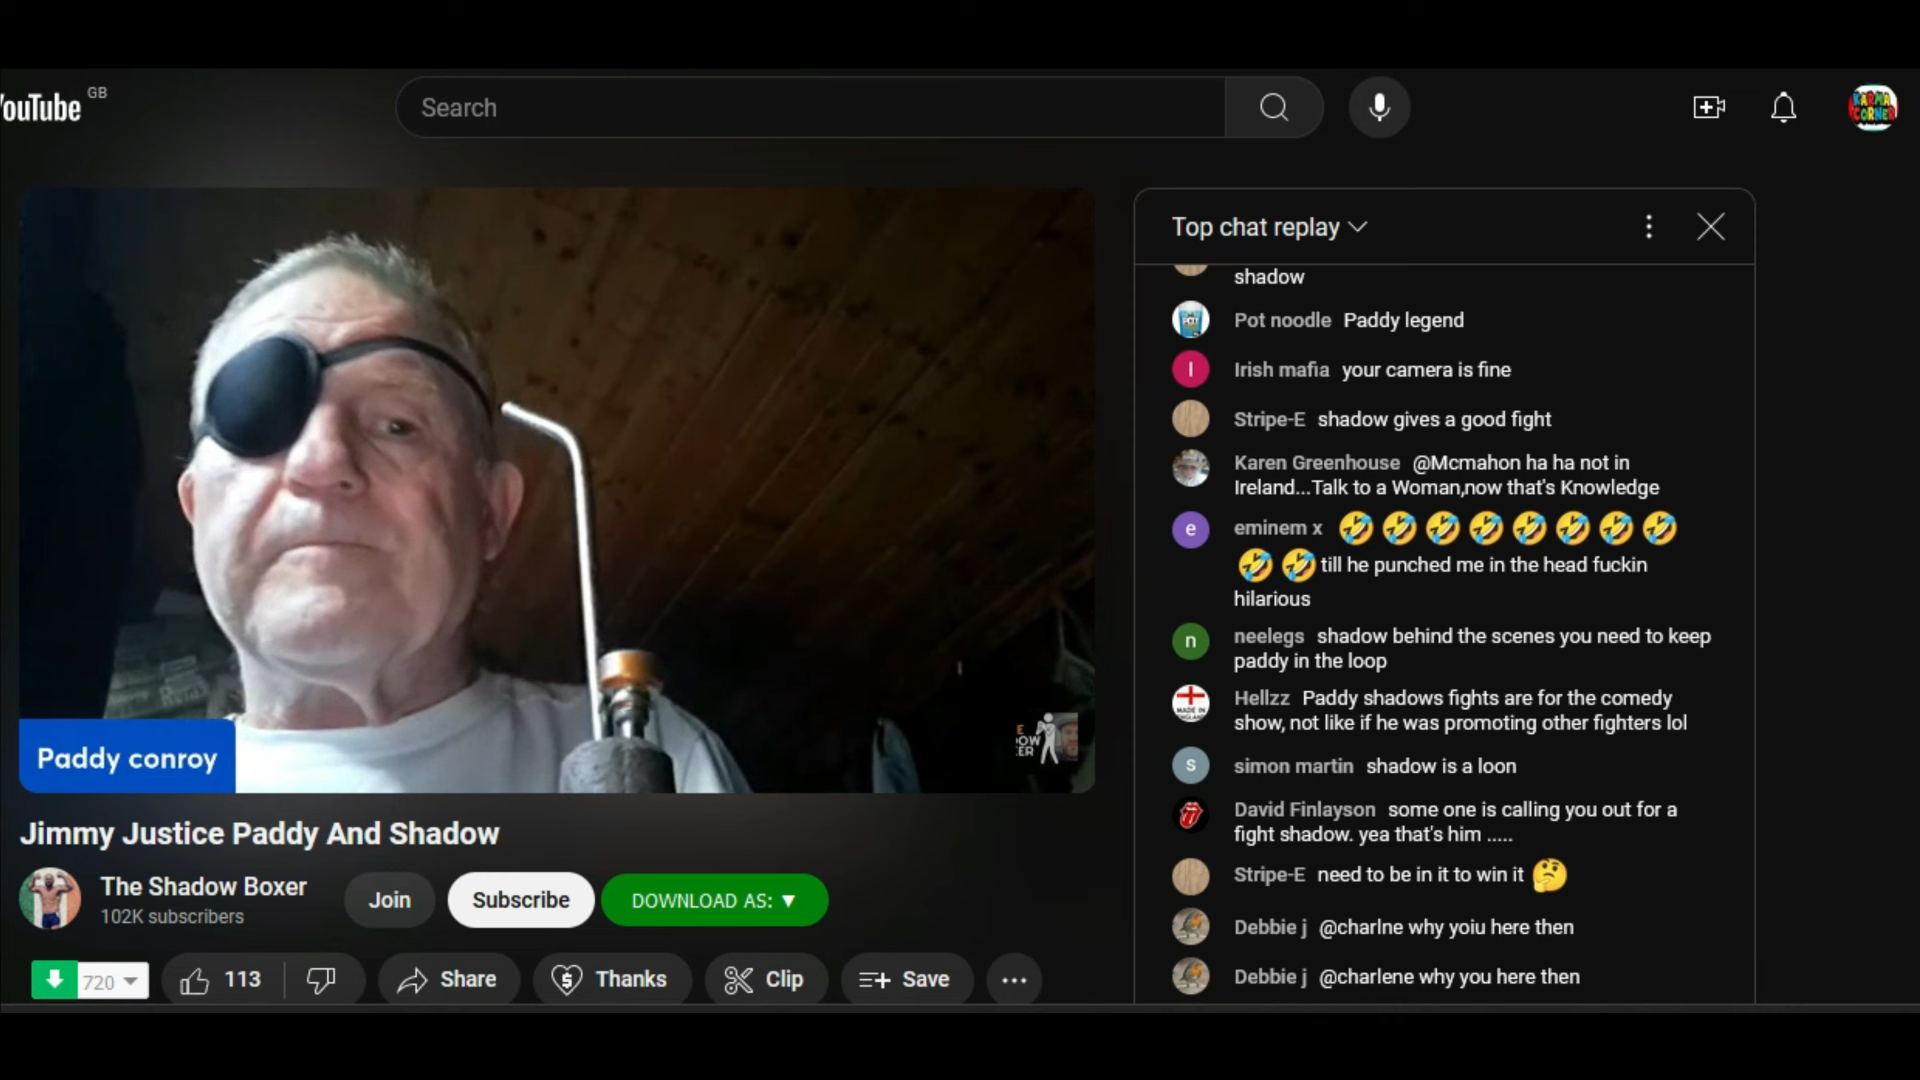 YouTube GB
Search
KARMA
CORNER
Top chat replay
shadow
Pot noodle Paddy legend
I
Irish mafia your camera is fine
Stripe-E shadow gives a good fight
Karen Greenhouse @Mcmahon ha ha not in
Ireland...Talk to a Woman,now that's Knowledge
e
eminem x 🤣🤣🤣🤣🤣🤣🤣🤣
🤣🤣till he punched me in the head fuckin
hilarious
n
neelegs shadow behind the scenes you need to keep
paddy in the loop
MADE IN
ENGLAND
Hellzz Paddy shadows fights are for the comedy
show, not like if he was promoting other fighters lol
s
simon martin shadow is a loon
David Finlayson some one is calling you out for a
fight shadow. yea that's him .....
Stripe-E need to be in it to win it 🤔
Debbie j @charlne why yoiu here then
Debbie j @charlene why you here then
Paddy conroy
Jimmy Justice Paddy And Shadow
The Shadow Boxer
102K subscribers
Join
Subscribe
DOWNLOAD AS: ▼
720
113
Share
Thanks
Clip
Save